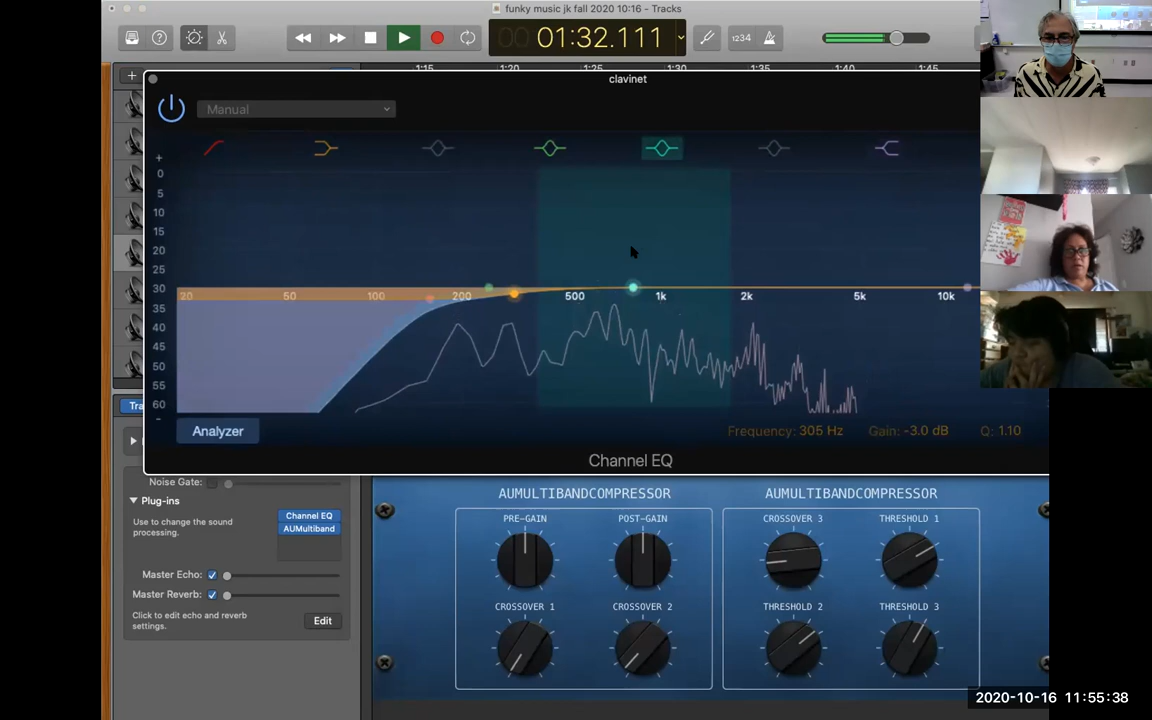 funky music jk fall 2020 10:16 - Tracks
01:32.111
1234
1:15 1:20 1:25 1:30 1:35 1:40 1:45
clavinet
Manual
+
0
5
10
15
20
25
30
35
40
45
50
55
60
-
20 50 100 200 500 1k 2k 5k 10k
Analyzer
Frequency: 305 Hz Gain: -3.0 dB Q: 1.10
Channel EQ
Tra
Noise Gate:
Plug-ins
Use to change the sound
processing.
Channel EQ
AUMultiband
Master Echo:
Master Reverb:
Click to edit echo and reverb
settings.
Edit
AUMULTIBANDCOMPRESSOR AUMULTIBANDCOMPRESSOR
PRE-GAIN POST-GAIN CROSSOVER 3 THRESHOLD 1
CROSSOVER 1 CROSSOVER 2 THRESHOLD 2 THRESHOLD 3
2020-10-16 11:55:38